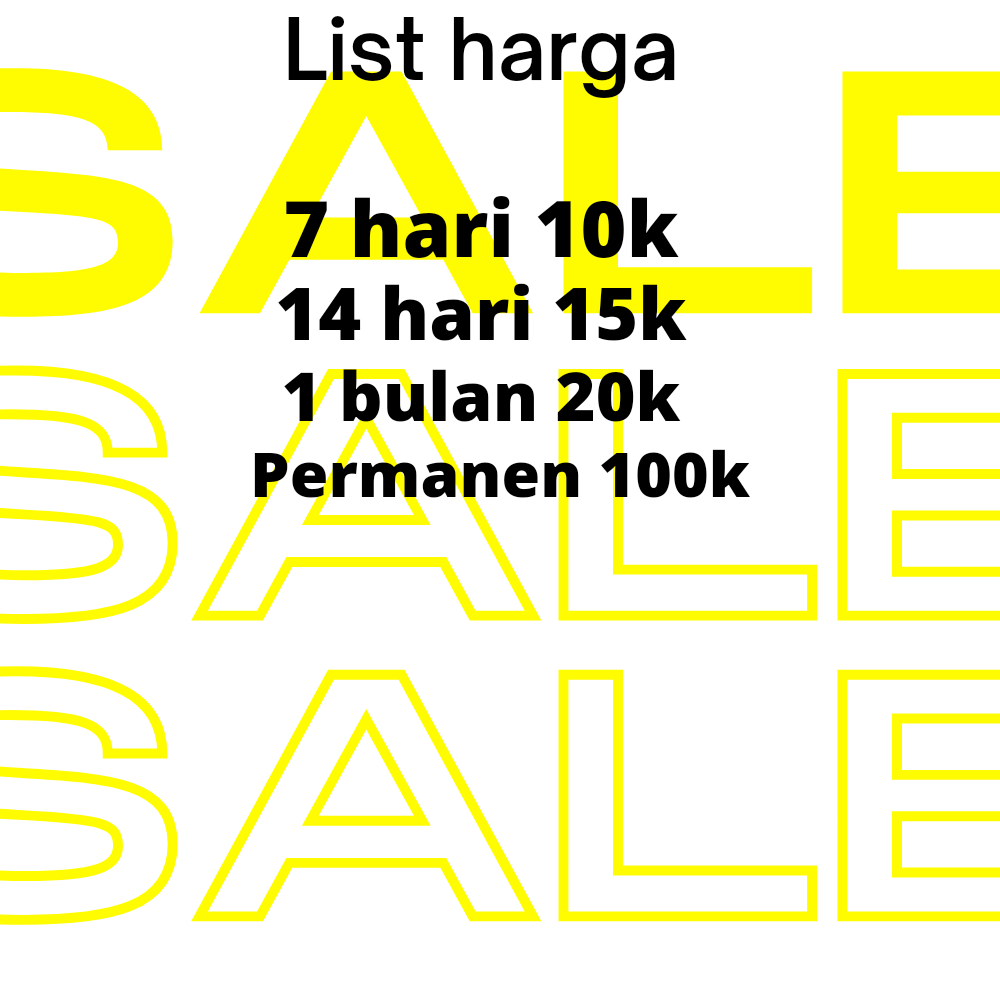 List harga
SALE
7 hari 10k
14 hari 15k
1 bulan 20k
Permanen 100k
SALE
SALE